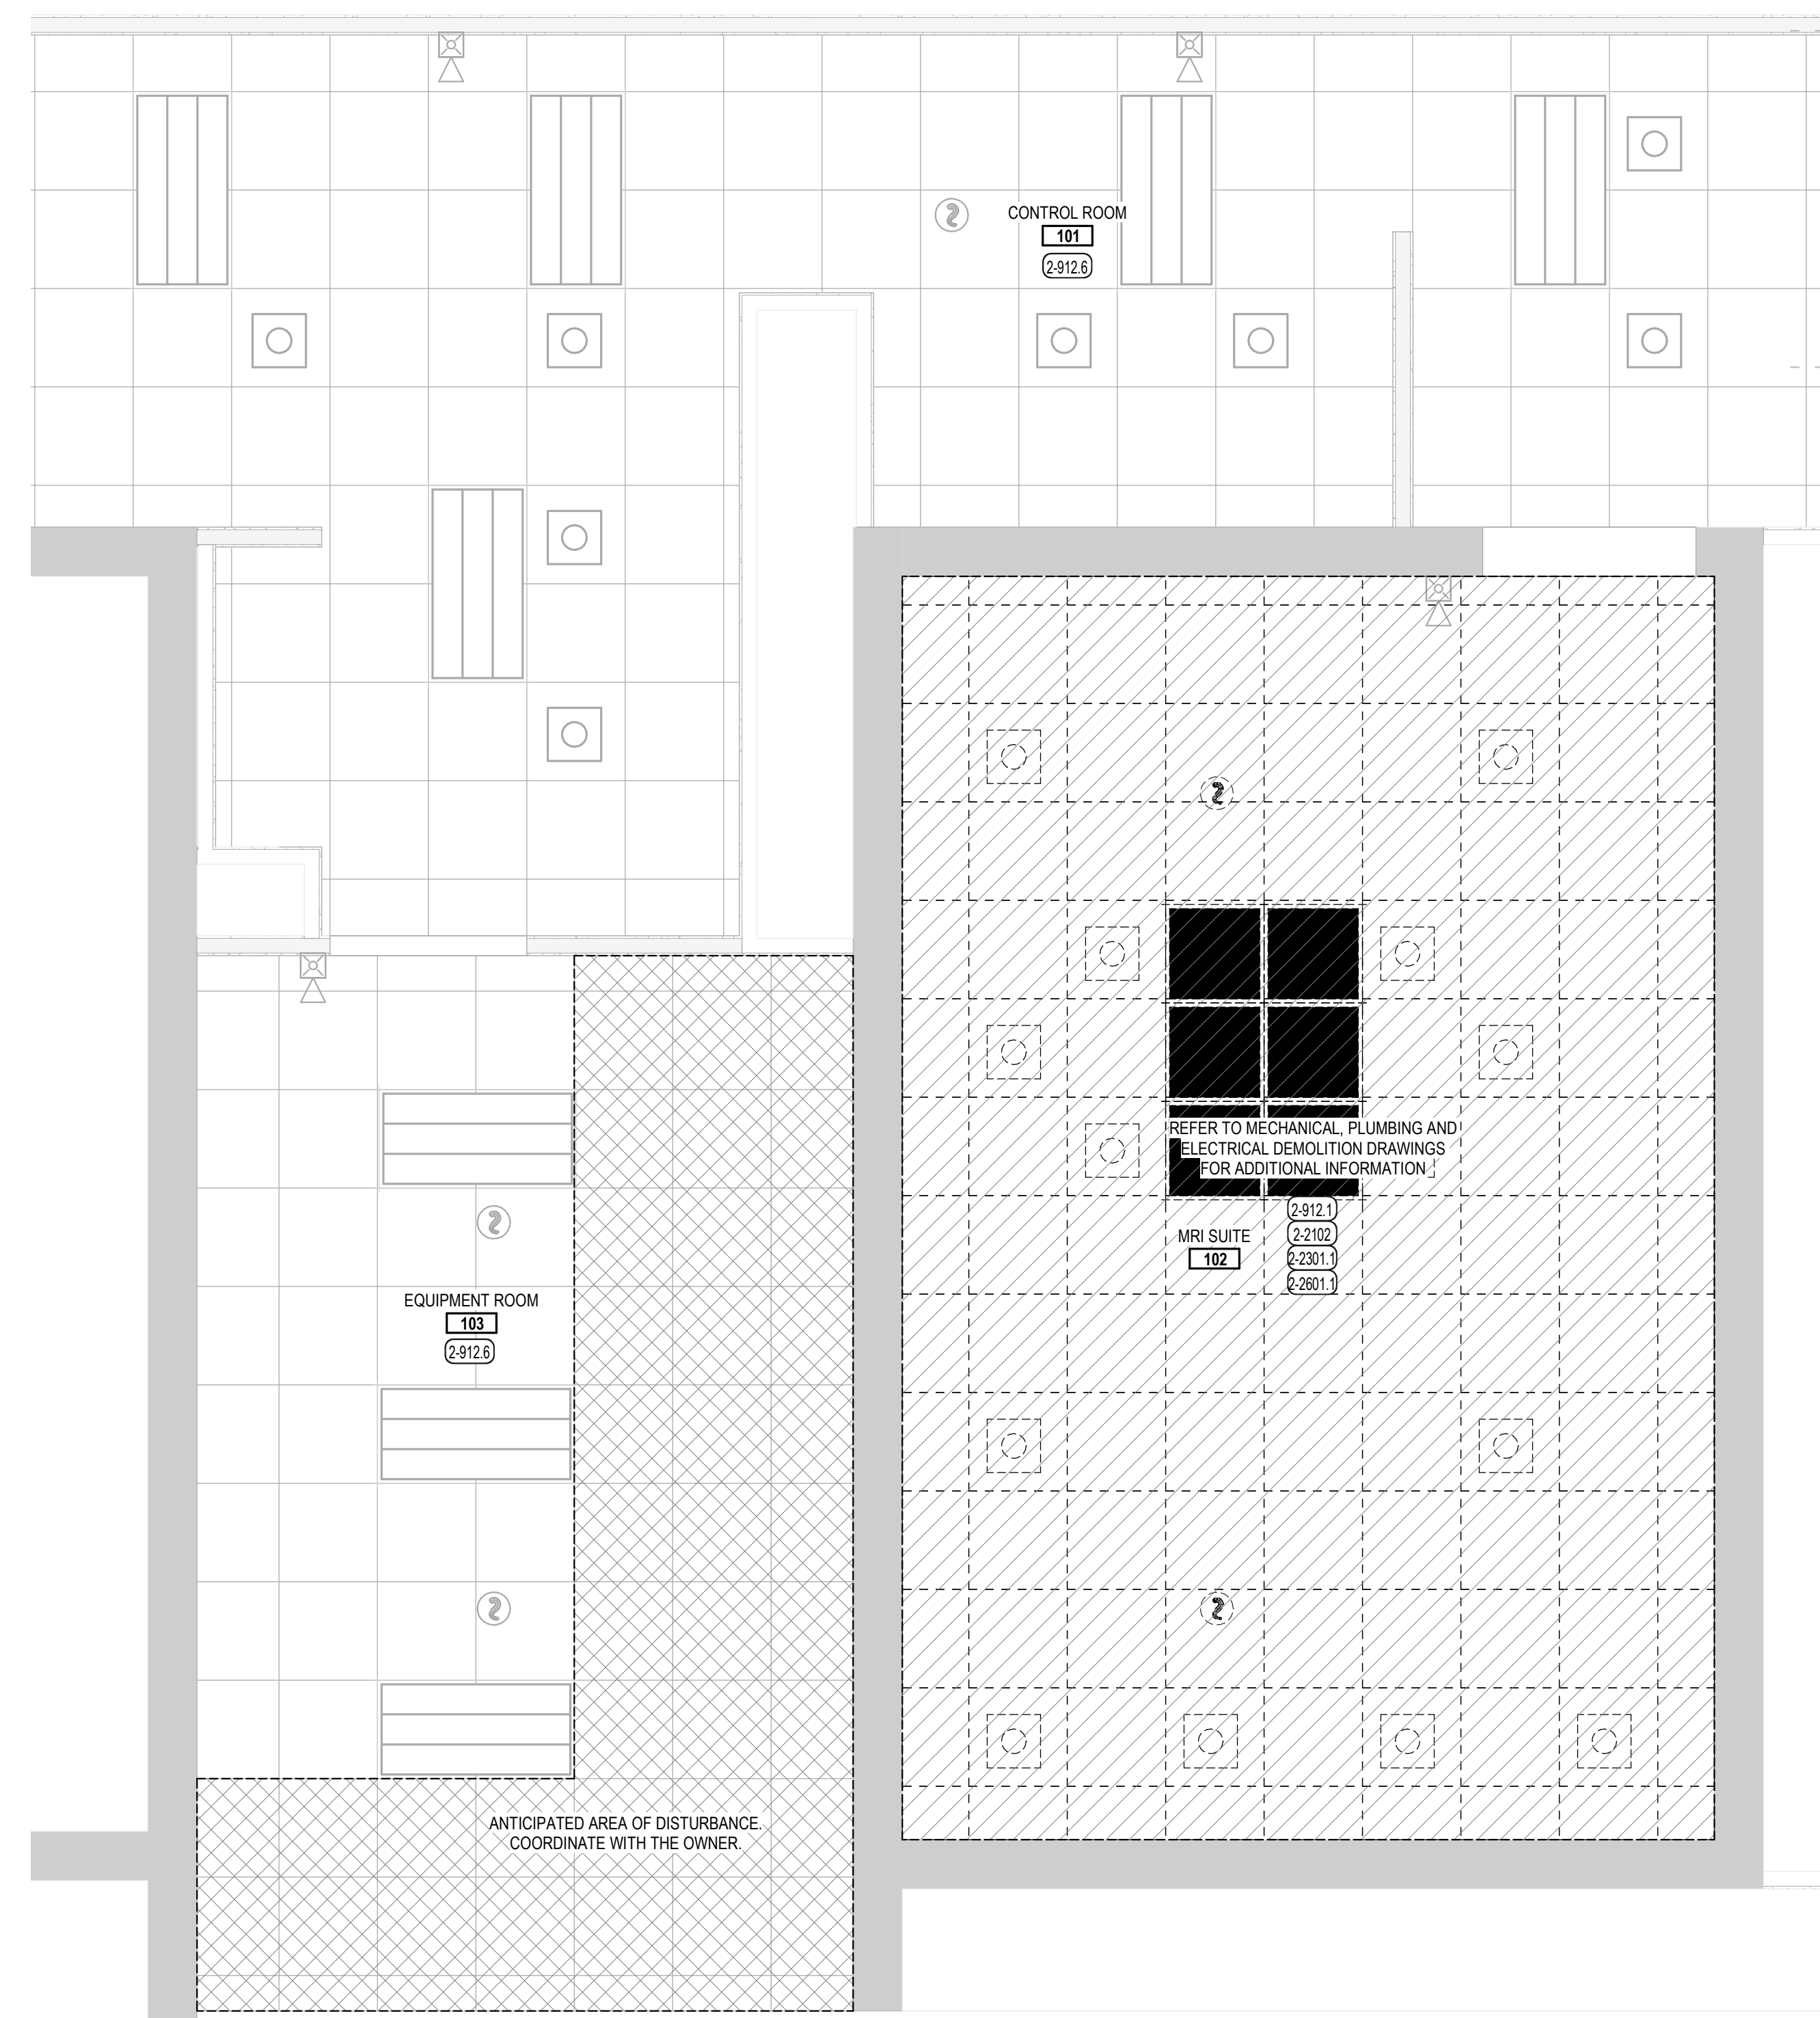 CONTROL ROOM
101
2-912.6
REFER TO MECHANICAL, PLUMBING AND
ELECTRICAL DEMOLITION DRAWINGS
FOR ADDITIONAL INFORMATION
2-912.1
2-2102
2-2301.1
2-2601.1
MRI SUITE
102
EQUIPMENT ROOM
103
2-912.6
ANTICIPATED AREA OF DISTURBANCE.
COORDINATE WITH THE OWNER.